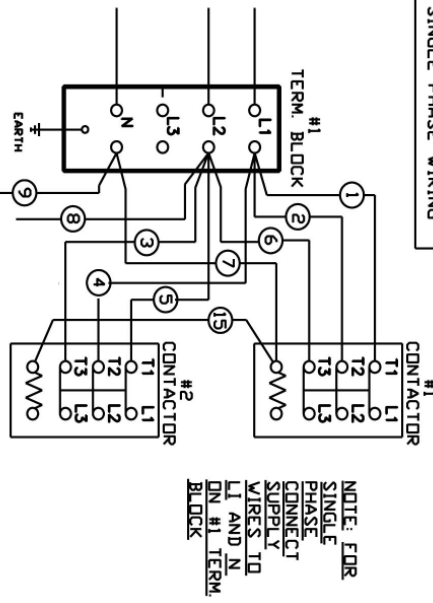 SINGLE PHASE WIRING
#1
TERM. BLOCK
L1
L2
L3
N
EARTH
1
2
6
7
3
4
5
8
9
15
#1
CONTACTOR
T1 L1
T2 L2
T3 L3
#2
CONTACTOR
T1 L1
T2 L2
T3 L3
NOTE: FOR
SINGLE
PHASE
CONNECT
SUPPLY
WIRES TO
L1 AND N
ON #1 TERM.
BLOCK